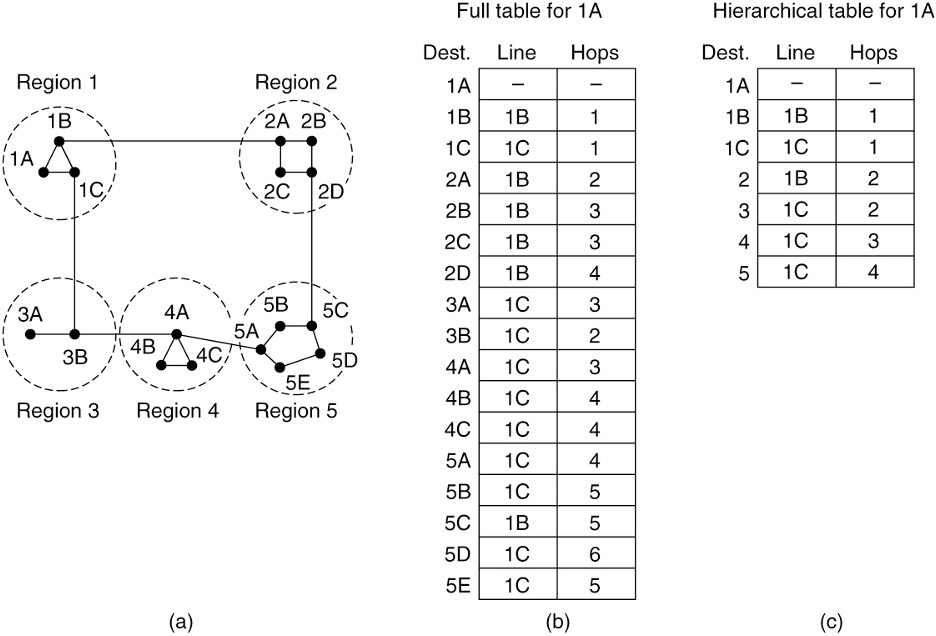 Full table for 1A
Hierarchical table for 1A
Dest. Line Hops
1A – –
1B 1B 1
1C 1C 1
2A 1B 2
2B 1B 3
2C 1B 3
2D 1B 4
3A 1C 3
3B 1C 2
4A 1C 3
4B 1C 4
4C 1C 4
5A 1C 4
5B 1C 5
5C 1B 5
5D 1C 6
5E 1C 5
Dest. Line Hops
1A – –
1B 1B 1
1C 1C 1
2 1B 2
3 1C 2
4 1C 3
5 1C 4
Region 1
Region 2
1B
2A 2B
1A
1C
2C 2D
3A
3B
4A
4B 4C
5A
5B 5C
5D
5E
Region 3 Region 4 Region 5
(a) (b) (c)